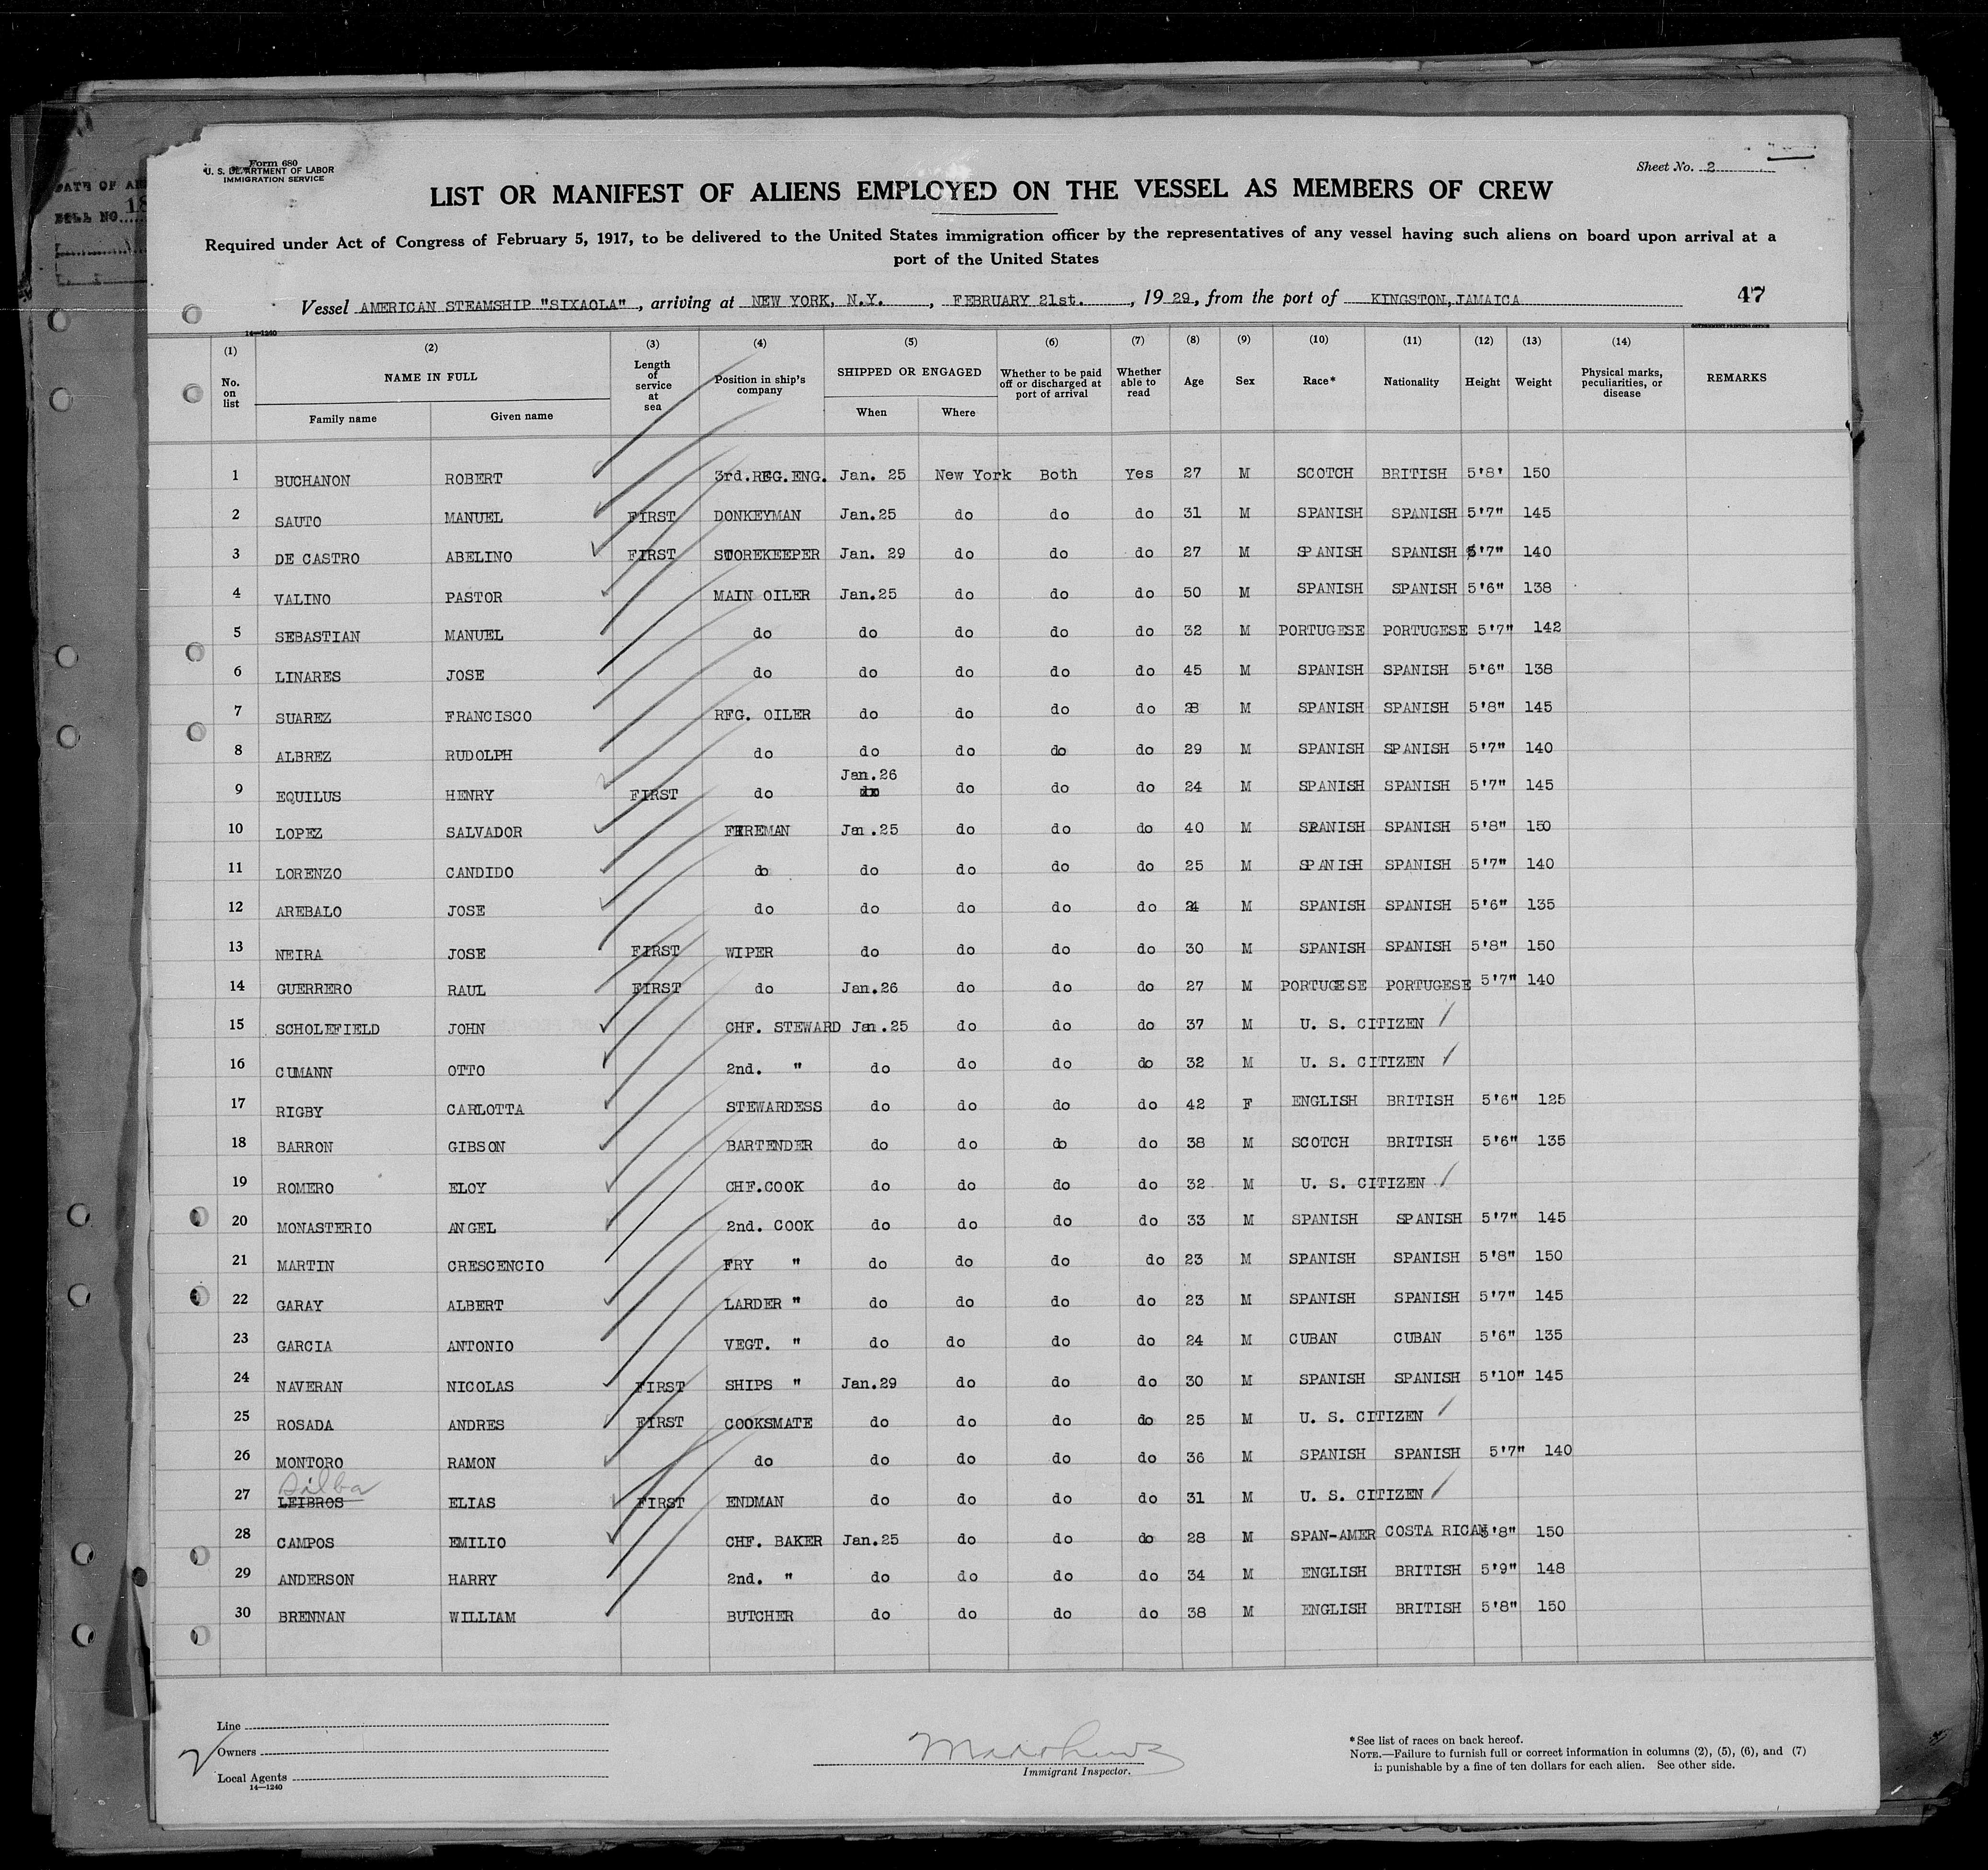 DATE OF
ROLL NO. 18
Form 680
U. S. DEPARTMENT OF LABOR
IMMIGRATION SERVICE
Sheet No. 2
LIST OR MANIFEST OF ALIENS EMPLOYED ON THE VESSEL AS MEMBERS OF CREW
Required under Act of Congress of February 5, 1917, to be delivered to the United States immigration officer by the representatives of any vessel having such aliens on board upon arrival at a
port of the United States
Vessel AMERICAN STEAMSHIP "SIXAOLA", arriving at NEW YORK, N.Y., FEBRUARY 21st., 1929, from the port of KINGSTON, JAMAICA 47
14—1240 GOVERNMENT PRINTING OFFICE
(1) No. on list (2) NAME IN FULL Family name Given name (3) Length of service at sea (4) Position in ship's company (5) SHIPPED OR ENGAGED When Where (6) Whether to be paid off or discharged at port of arrival (7) Whether able to read (8) Age (9) Sex (10) Race* (11) Nationality (12) Height (13) Weight (14) Physical marks, peculiarities, or disease REMARKS
1 BUCHANON ROBERT 3rd.REG.ENG. Jan. 25 New York Both Yes 27 M SCOTCH BRITISH 5'8' 150
2 SAUTO MANUEL FIRST DONKEYMAN Jan.25 do do do 31 M SPANISH SPANISH 5'7" 145
3 DE CASTRO ABELINO FIRST STOREKEEPER Jan. 29 do do do 27 M SPANISH SPANISH 5'7" 140
4 VALINO PASTOR MAIN OILER Jan.25 do do do 50 M SPANISH SPANISH 5'6" 138
5 SEBASTIAN MANUEL do do do do do 32 M PORTUGESE PORTUGESE 5'7" 142
6 LINARES JOSE do do do do do 45 M SPANISH SPANISH 5'6" 138
7 SUAREZ FRANCISCO RFG. OILER do do do do 28 M SPANISH SPANISH 5'8" 145
8 ALBREZ RUDOLPH do do do do do 29 M SPANISH SPANISH 5'7" 140
9 EQUILUS HENRY FIRST do Jan.26 do do do 24 M SPANISH SPANISH 5'7" 145
10 LOPEZ SALVADOR FIREMAN Jan.25 do do do 40 M SPANISH SPANISH 5'8" 150
11 LORENZO CANDIDO do do do do do 25 M SPANISH SPANISH 5'7" 140
12 AREBALO JOSE do do do do do 24 M SPANISH SPANISH 5'6" 135
13 NEIRA JOSE FIRST WIPER do do do do 30 M SPANISH SPANISH 5'8" 150
14 GUERRERO RAUL FIRST do Jan.26 do do do 27 M PORTUGESE PORTUGESE 5'7" 140
15 SCHOLEFIELD JOHN CHF. STEWARD Jan.25 do do do 37 M U. S. CITIZEN
16 CUMANN OTTO 2nd. " do do do do 32 M U. S. CITIZEN
17 RIGBY CARLOTTA STEWARDESS do do do do 42 F ENGLISH BRITISH 5'6" 125
18 BARRON GIBSON BARTENDER do do do do 38 M SCOTCH BRITISH 5'6" 135
19 ROMERO ELOY CHF.COOK do do do do 32 M U. S. CITIZEN
20 MONASTERIO ANGEL 2nd. COOK do do do do 33 M SPANISH SPANISH 5'7" 145
21 MARTIN CRESCENCIO FRY " do do do do 23 M SPANISH SPANISH 5'8" 150
22 GARAY ALBERT LARDER " do do do do 23 M SPANISH SPANISH 5'7" 145
23 GARCIA ANTONIO VEGT. " do do do do 24 M CUBAN CUBAN 5'6" 135
24 NAVERAN NICOLAS FIRST SHIPS " Jan.29 do do do 30 M SPANISH SPANISH 5'10" 145
25 ROSADA ANDRES FIRST COOKSMATE do do do do 25 M U. S. CITIZEN
26 MONTORO RAMON do do do do do 36 M SPANISH SPANISH 5'7" 140
Silba
27 LEIBROS ELIAS FIRST ENDMAN do do do do 31 M U. S. CITIZEN
28 CAMPOS EMILIO CHF. BAKER Jan.25 do do do 28 M SPAN-AMER COSTA RICAN 5'8" 150
29 ANDERSON HARRY 2nd. " do do do do 34 M ENGLISH BRITISH 5'9" 148
30 BRENNAN WILLIAM BUTCHER do do do do 38 M ENGLISH BRITISH 5'8" 150
Line
Owners
Local Agents
14—1240
Immigrant Inspector.
*See list of races on back hereof.
NOTE.—Failure to furnish full or correct information in columns (2), (5), (6), and (7)
is punishable by a fine of ten dollars for each alien. See other side.